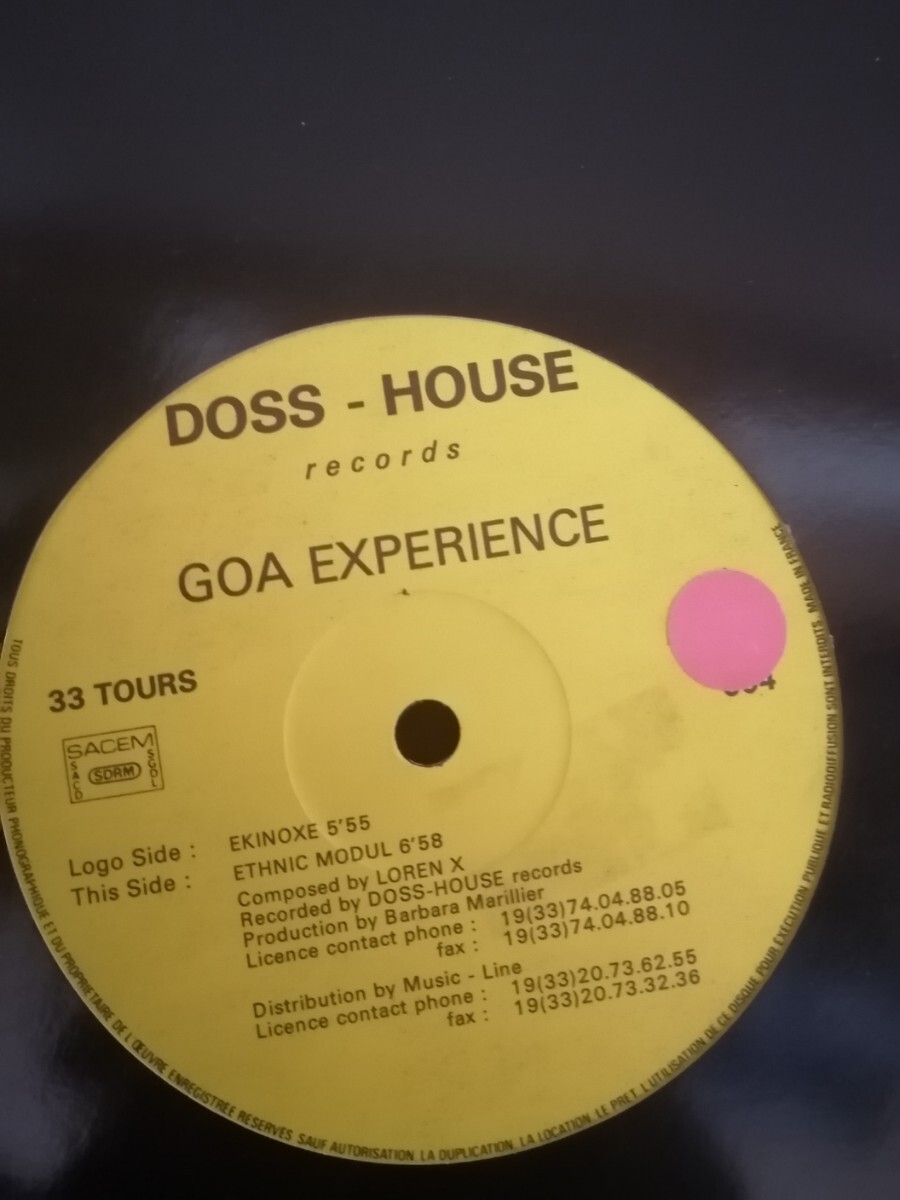 DOSS - HOUSE
records
GOA EXPERIENCE
33 TOURS
SACEM
SACD
SDRM
SGDL
Logo Side : EKINOXE 5'55
This Side : ETHNIC MODUL 6'58
Composed by LOREN X
Recorded by DOSS-HOUSE records
Production by Barbara Marillier
Licence contact phone : 19(33)74.04.88.05
fax : 19(33)74.04.88.10
Distribution by Music - Line
Licence contact phone : 19(33)20.73.62.55
fax : 19(33)20.73.32.36
TOUS DROITS DU PRODUCTEUR PHONOGRAPHIQUE ET DU PROPRIETAIRE DE L'ŒUVRE ENREGISTRÉE RESERVES SAUF AUTORISATION LA DUPLICATION, LA LOCATION, LE PRET, L'UTILISATION DE CE DISQUE POUR EXECUTION PUBLIQUE ET RADIODIFFUSION SONT INTERDITS. MADE IN FRANCE